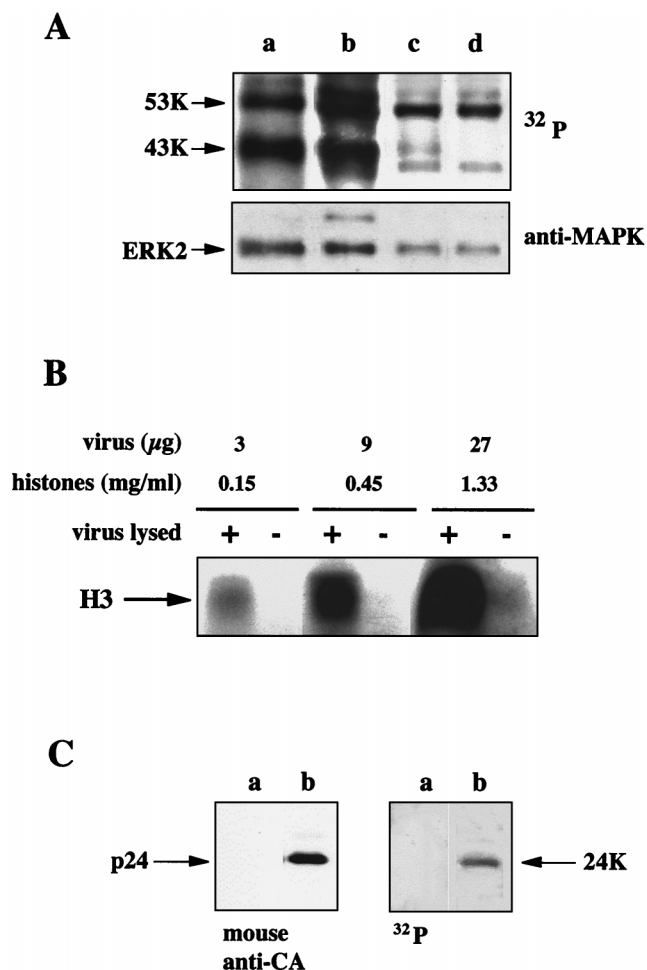 A
a b c d
53K
43K
32 P
ERK2
anti-MAPK
B
virus (µg) 3 9 27
histones (mg/ml) 0.15 0.45 1.33
virus lysed + - + - + -
H3
C
a b a b
p24
24K
mouse
anti-CA
32P